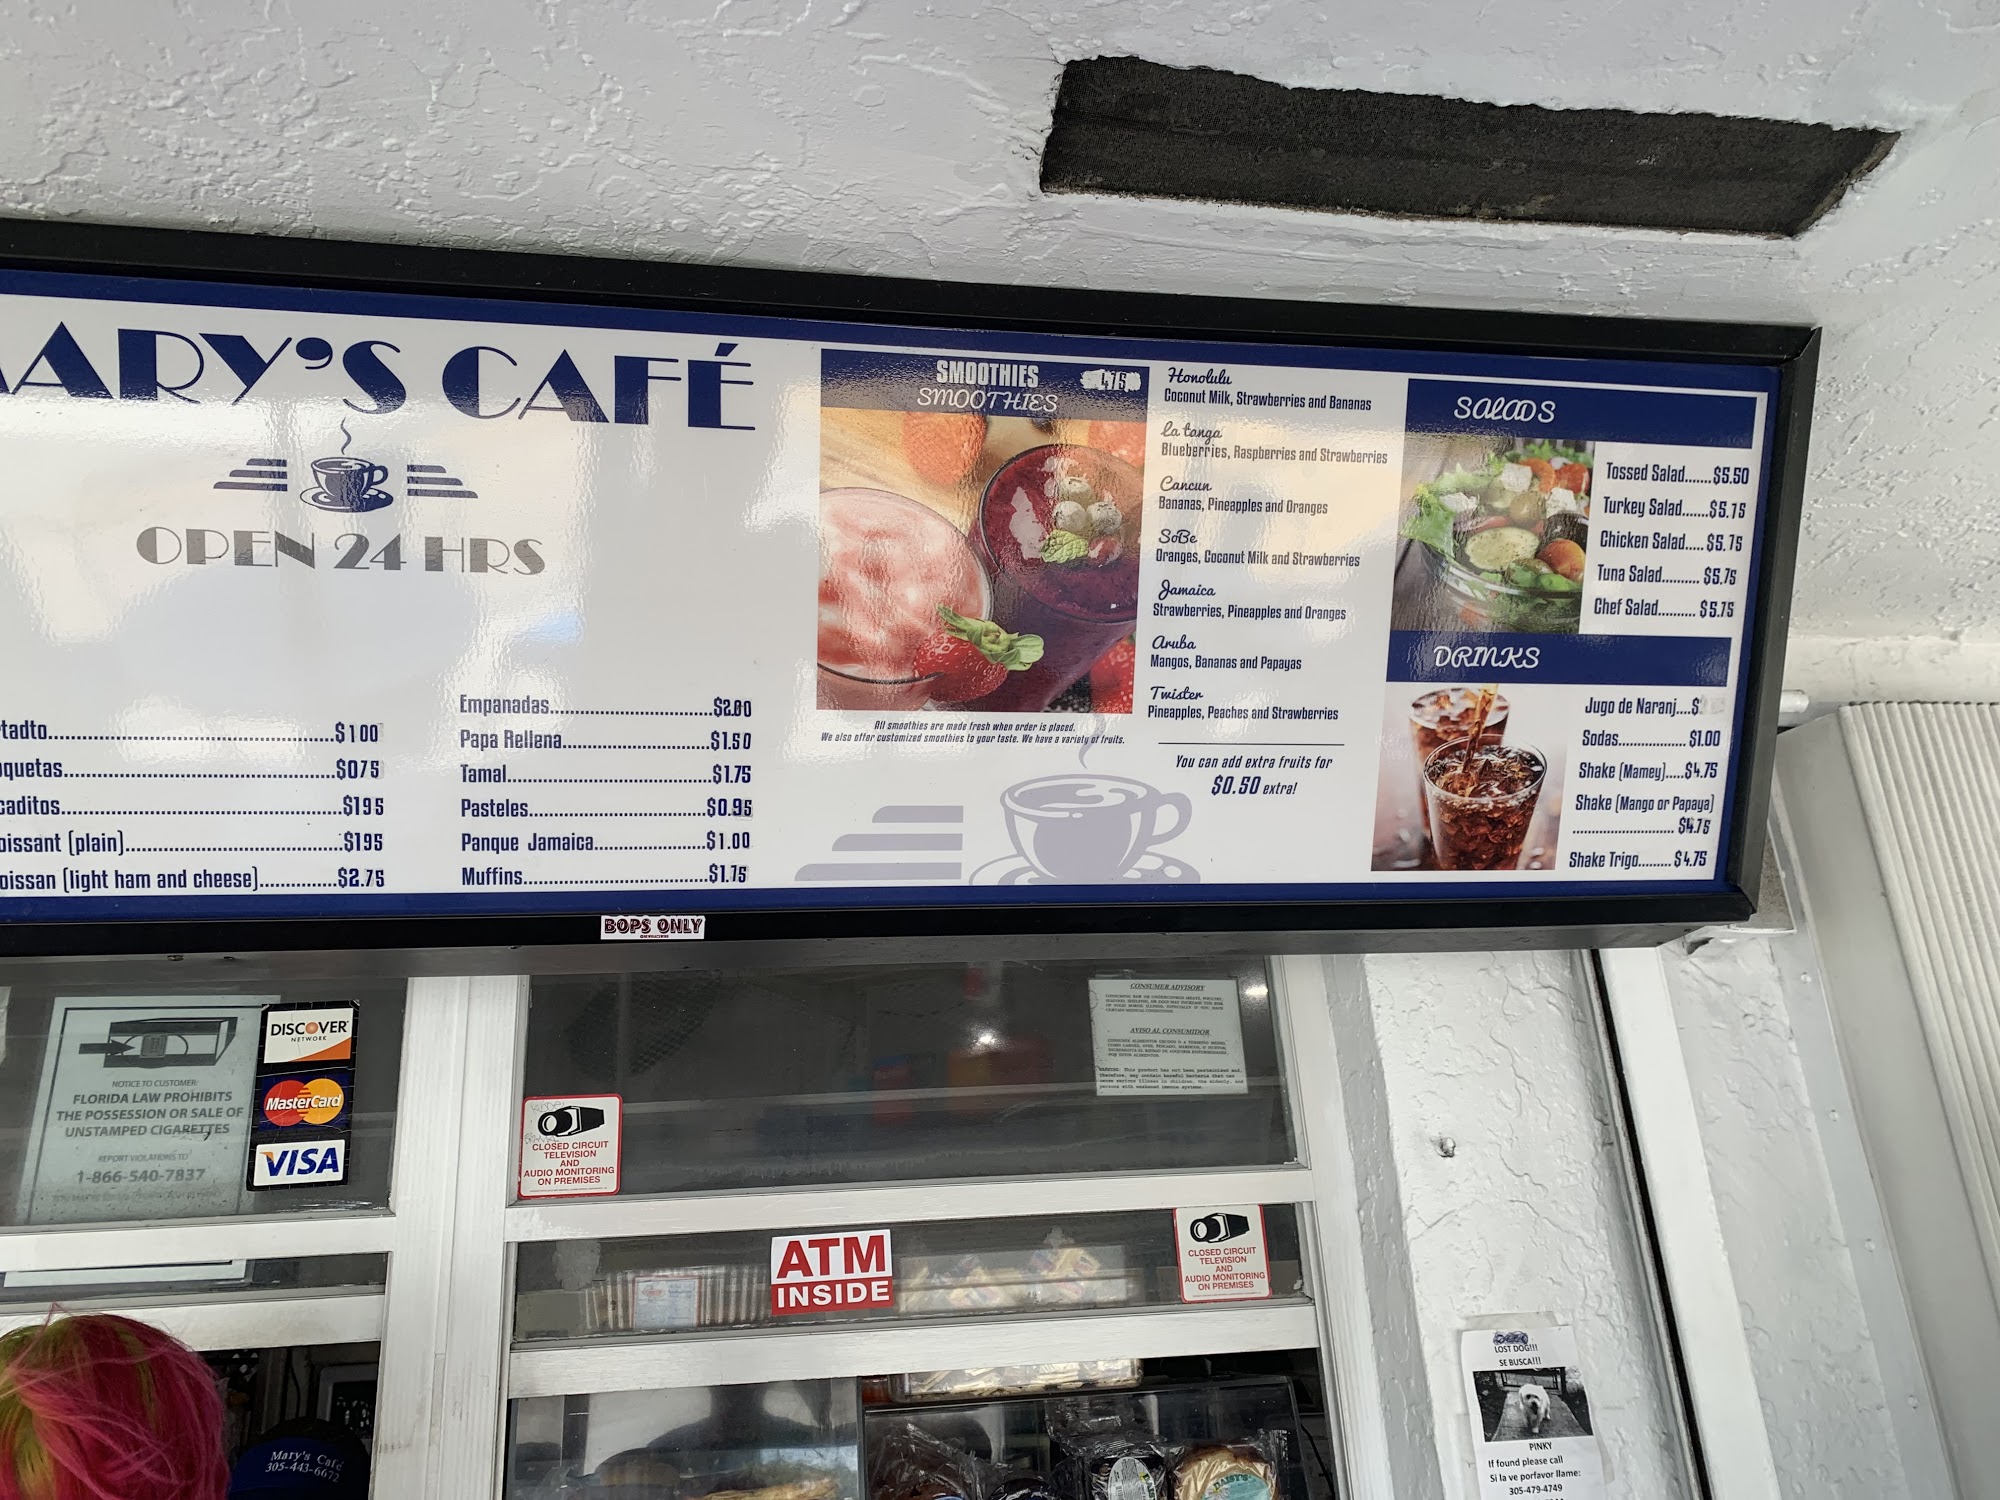 ARY'S CAFÉ
OPEN 24 HRS
tadto $100
quetas $075
caditos $195
oissant (plain) $195
oissan (light ham and cheese) $2.75
Empanadas $2.00
Papa Rellena $1.50
Tamal $1.75
Pasteles $0.95
Panque Jamaica $1.00
Muffins $1.75
SMOOTHIES 475
SMOOTHIES
All smoothies are made fresh when order is placed.
We also offer customized smoothies to your taste. We have a variety of fruits.
Honolulu
Coconut Milk, Strawberries and Bananas
La tanga
Blueberries, Raspberries and Strawberries
Cancun
Bananas, Pineapples and Oranges
SoBe
Oranges, Coconut Milk and Strawberries
Jamaica
Strawberries, Pineapples and Oranges
Aruba
Mangos, Bananas and Papayas
Twister
Pineapples, Peaches and Strawberries
You can add extra fruits for
$0.50 extra!
SALADS
Tossed Salad $5.50
Turkey Salad $5.75
Chicken Salad $5.75
Tuna Salad $5.75
Chef Salad $5.75
DRINKS
Jugo de Naranj $
Sodas $1.00
Shake (Mamey) $4.75
Shake (Mango or Papaya)
$4.75
Shake Trigo $4.75
BOPS ONLY
NOTICE TO CUSTOMER:
FLORIDA LAW PROHIBITS
THE POSSESSION OR SALE OF
UNSTAMPED CIGARETTES
REPORT VIOLATIONS TO
1-866-540-7837
DISCOVER
NETWORK
MasterCard
VISA
CLOSED CIRCUIT
TELEVISION
AND
AUDIO MONITORING
ON PREMISES
CONSUMER ADVISORY
AVISO AL CONSUMIDOR
ATM
INSIDE
CLOSED CIRCUIT
TELEVISION
AND
AUDIO MONITORING
ON PREMISES
Mary's Café
305-443-6672
LOST DOG!!!
SE BUSCA!!!
PINKY
If found please call
Si la ve porfavor llame:
305-479-4749